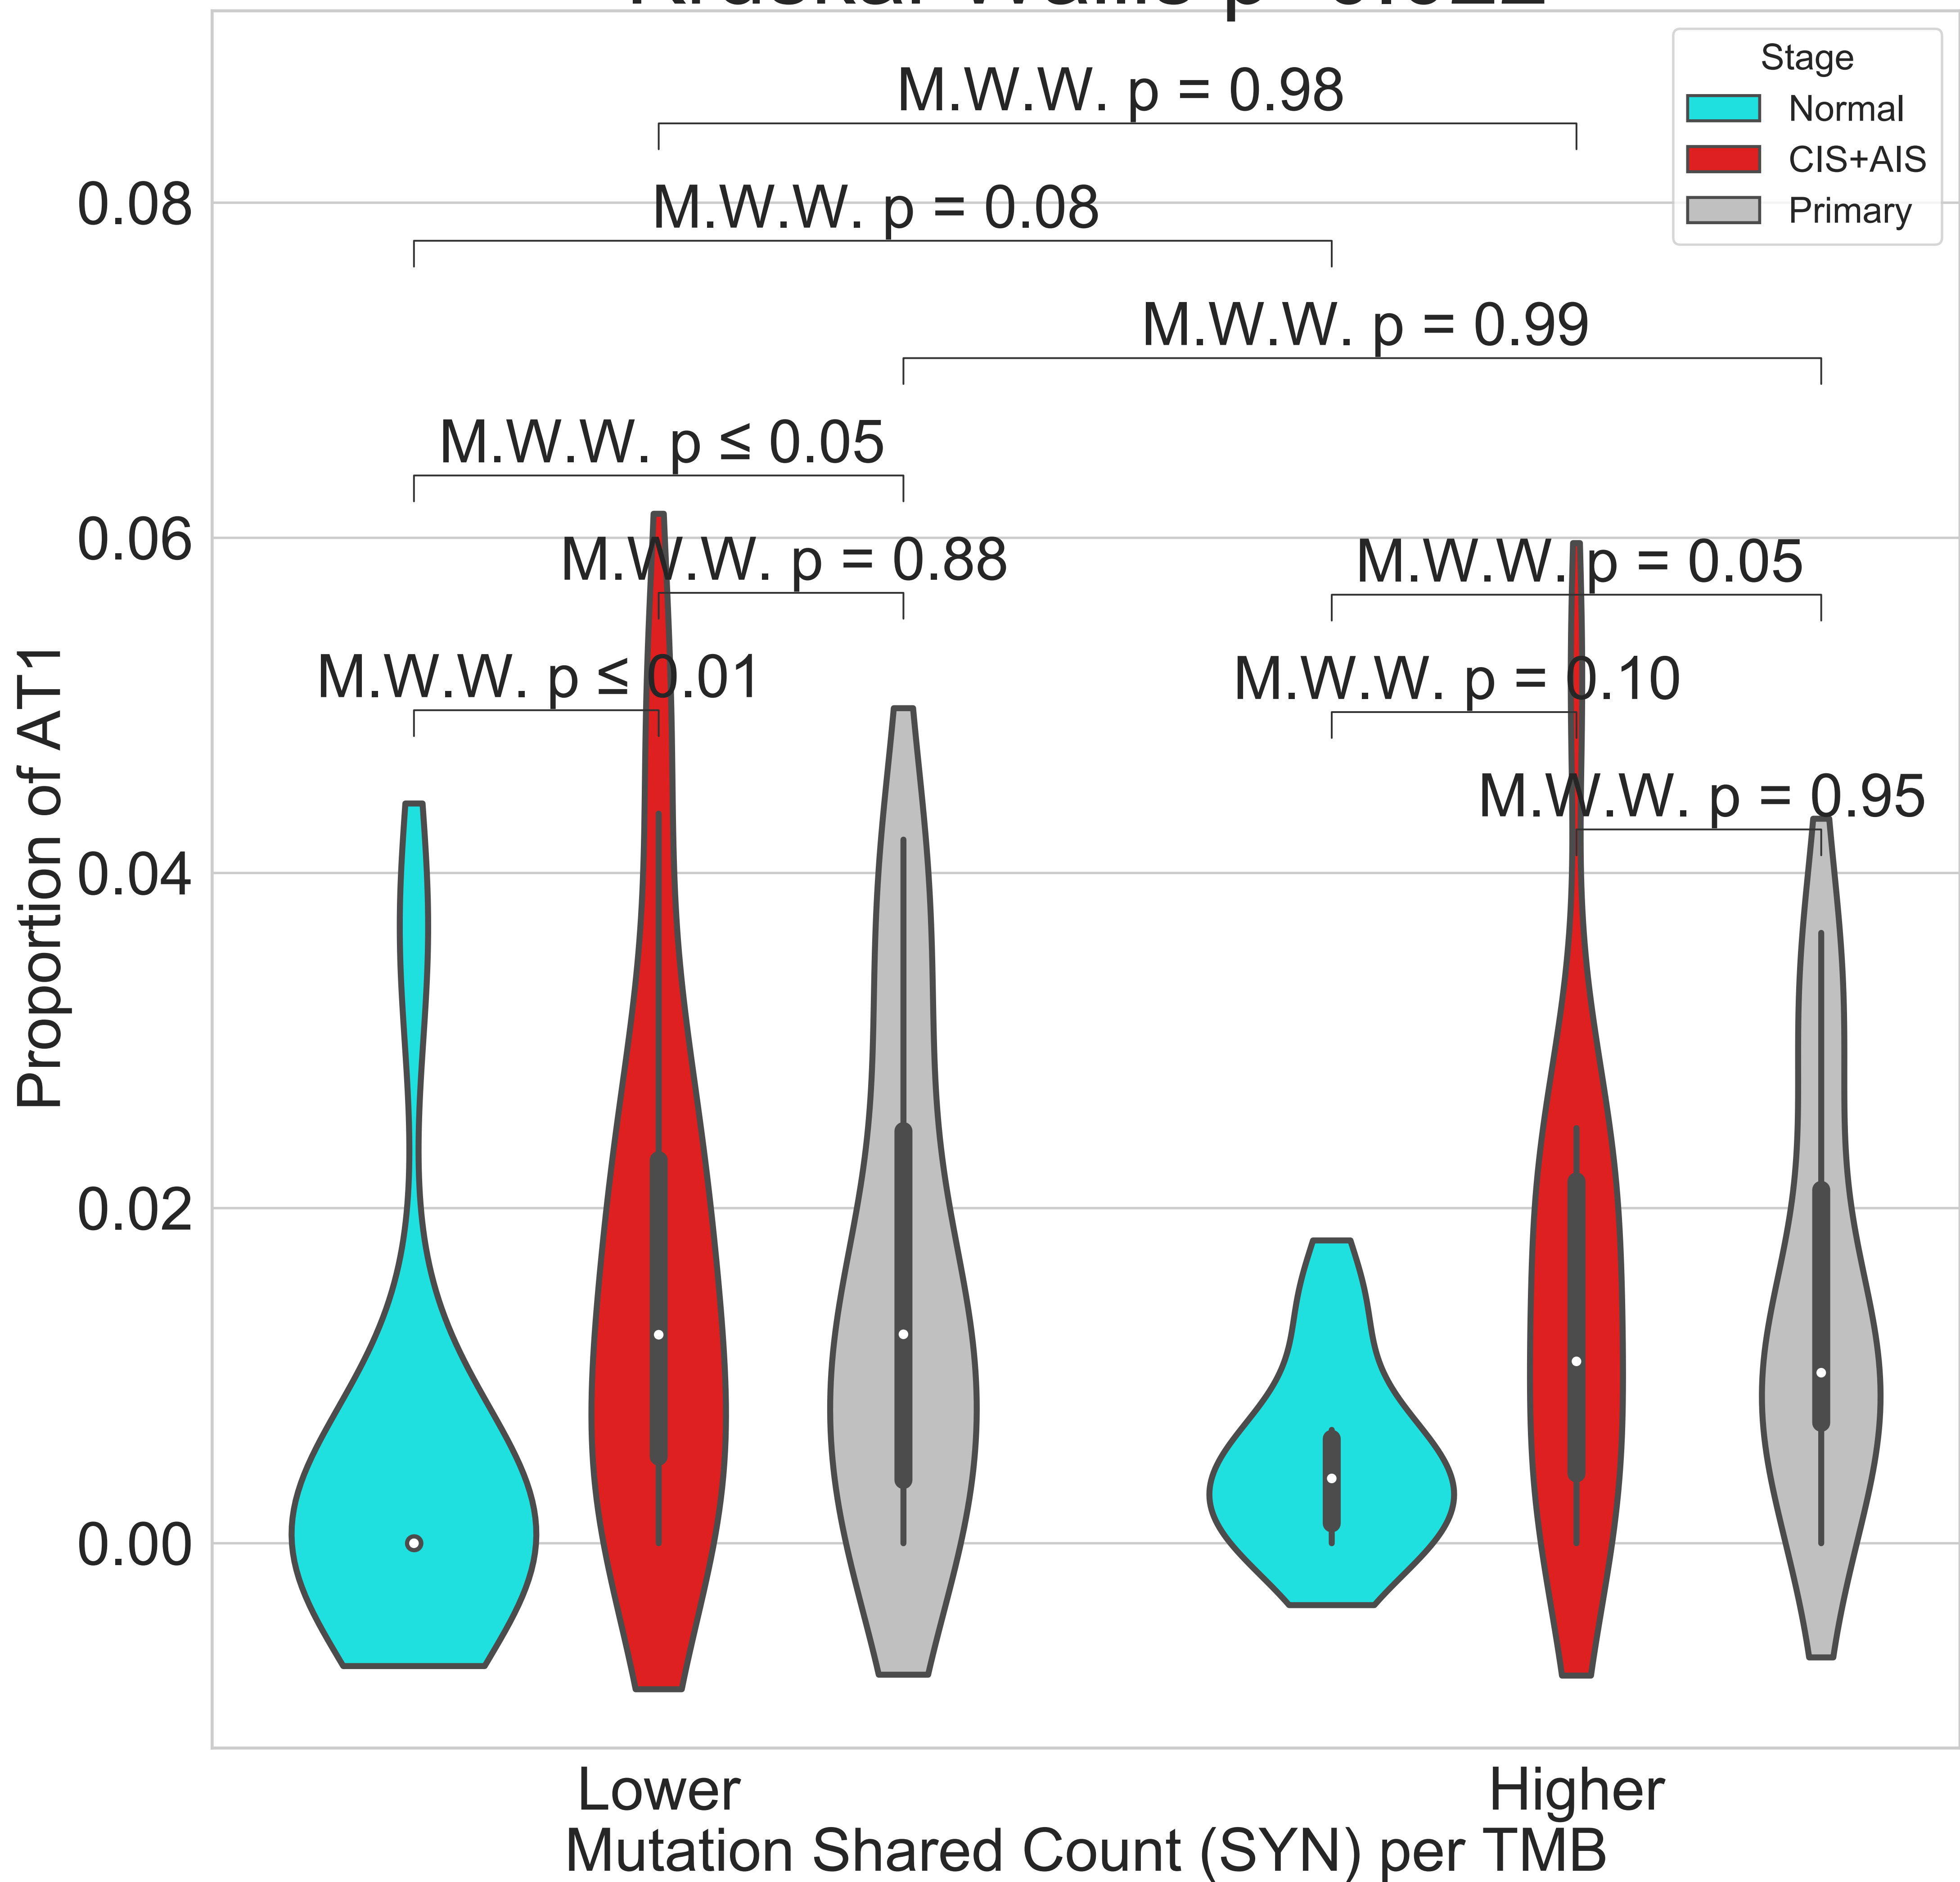 Stage
Normal
CIS+AIS
Primary
M.W.W. p = 0.98
M.W.W. p = 0.08
M.W.W. p = 0.99
M.W.W. p ≤ 0.05
M.W.W. p = 0.88
M.W.W. p = 0.05
M.W.W. p ≤ 0.01
M.W.W. p = 0.10
M.W.W. p = 0.95
0.08
0.06
0.04
0.02
0.00
Proportion of AT1
Lower
Higher
Mutation Shared Count (SYN) per TMB